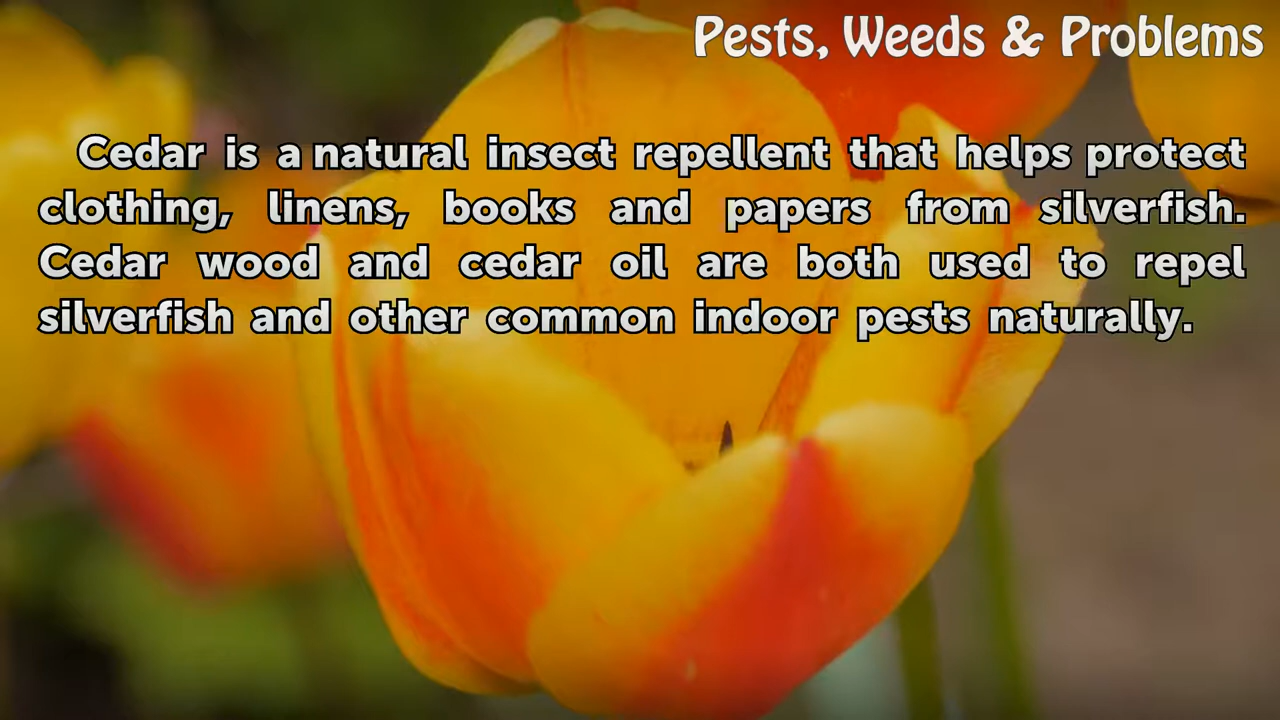 Pests, Weeds & Problems
Cedar is a natural insect repellent that helps protect
clothing, linens, books and papers from silverfish.
Cedar wood and cedar oil are both used to repel
silverfish and other common indoor pests naturally.